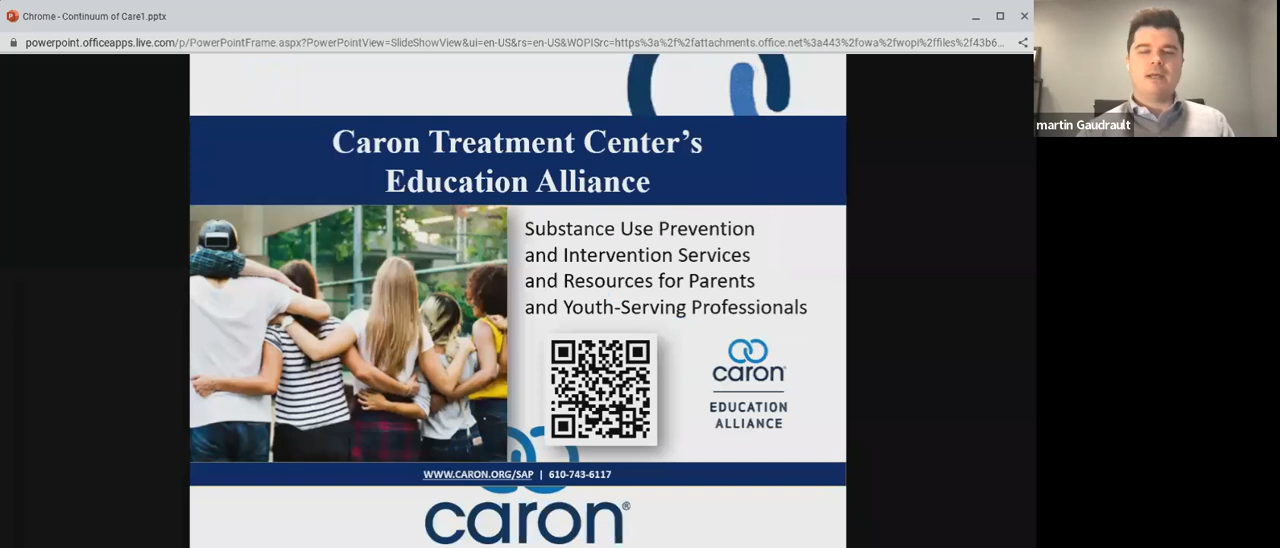 Chrome - Continuum of Care1.pptx
powerpoint.officeapps.live.com/p/PowerPointFrame.aspx?PowerPointView=SlideShowView&ui=en-US&rs=en-US&WOPISrc=https%3a%2f%2fattachments.office.net%3a443%2fowa%2fwopi%2ffiles%2f43b6...
martin Gaudrault
Caron Treatment Center's
Education Alliance
Substance Use Prevention
and Intervention Services
and Resources for Parents
and Youth-Serving Professionals
caron
EDUCATION
ALLIANCE
WWW.CARON.ORG/SAP | 610-743-6117
caron®